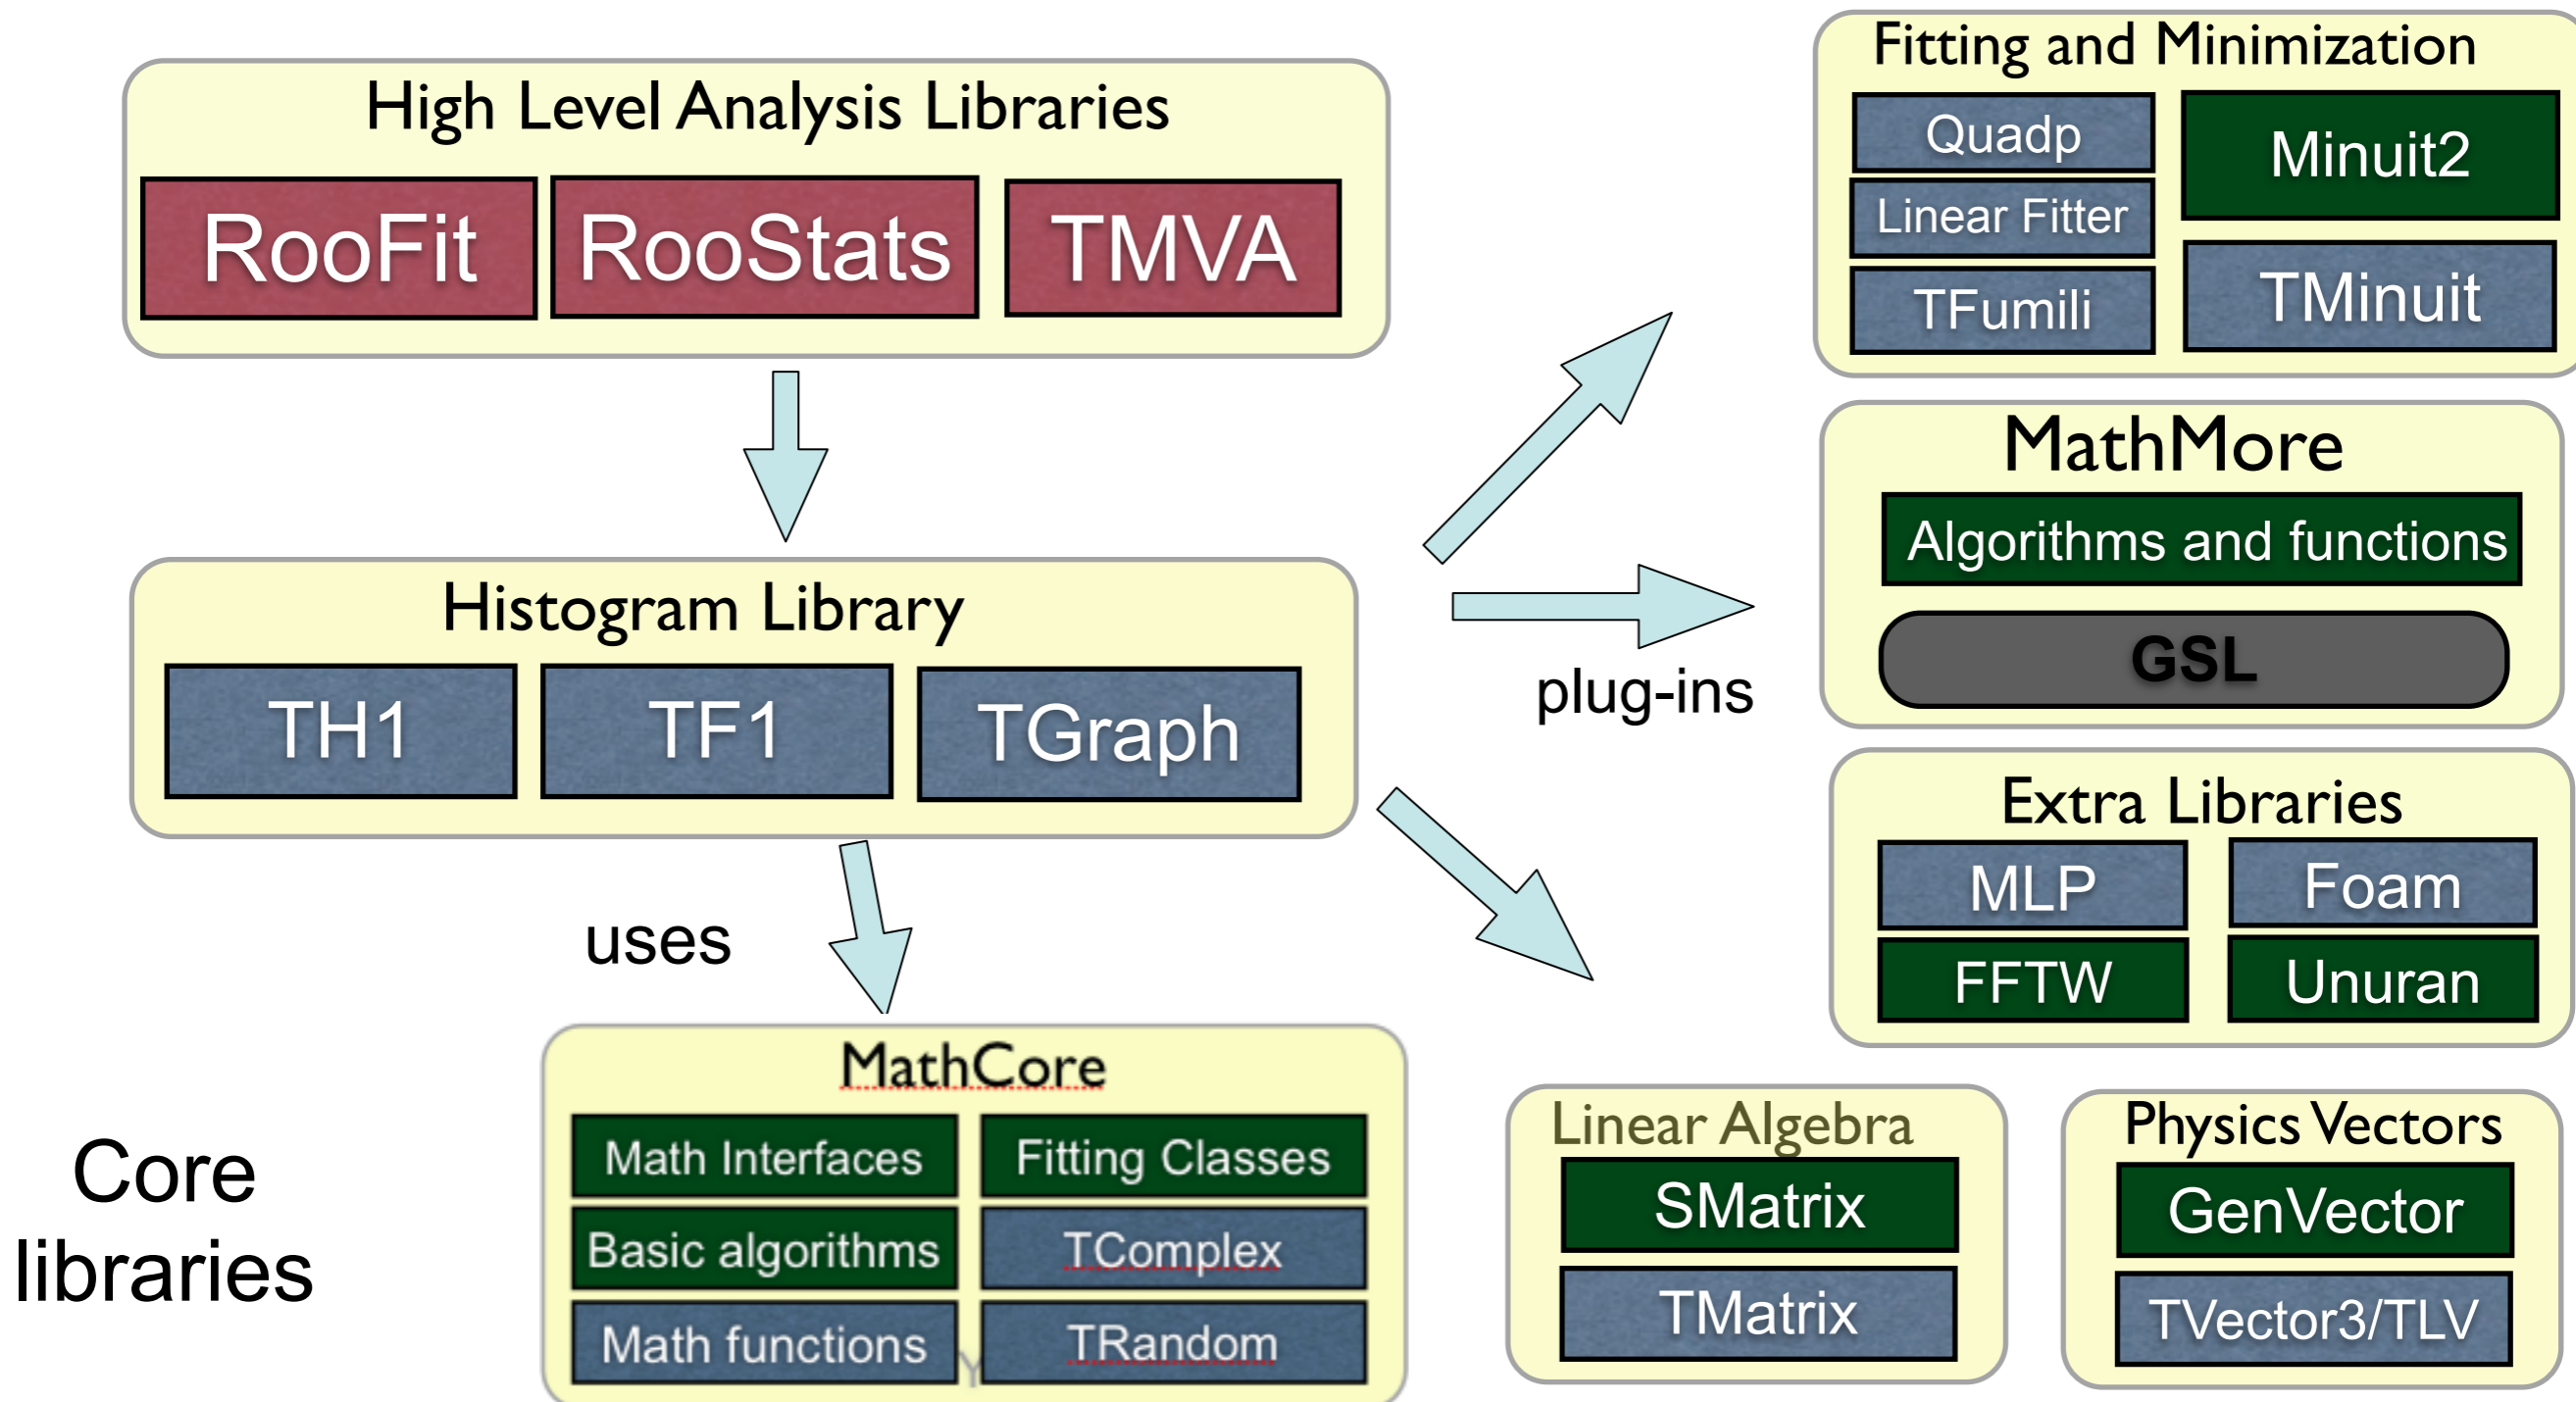 High Level Analysis Libraries
RooFit
RooStats
TMVA
Histogram Library
TH1
TF1
TGraph
uses
plug-ins
Fitting and Minimization
Quadp
Linear Fitter
TFumili
Minuit2
TMinuit
MathMore
Algorithms and functions
GSL
Extra Libraries
MLP
Foam
FFTW
Unuran
Core
libraries
MathCore
Math Interfaces
Fitting Classes
Basic algorithms
TComplex
Math functions
TRandom
Y
Linear Algebra
SMatrix
TMatrix
Physics Vectors
GenVector
TVector3/TLV